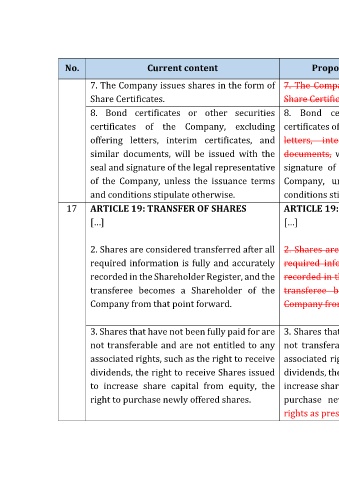 No. Current content Propo
7. The Company issues shares in the form of
Share Certificates.
7. The Compa
Share Certific
8. Bond certificates or other securities
certificates of the Company, excluding
offering letters, interim certificates, and
similar documents, will be issued with the
seal and signature of the legal representative
of the Company, unless the issuance terms
and conditions stipulate otherwise.
8. Bond ce
certificates of
letters, inte
documents, w
signature of
Company, un
conditions sti
17 ARTICLE 19: TRANSFER OF SHARES
[…]
2. Shares are considered transferred after all
required information is fully and accurately
recorded in the Shareholder Register, and the
transferee becomes a Shareholder of the
Company from that point forward.
ARTICLE 19:
[…]
2. Shares are
required info
recorded in th
transferee b
Company from
3. Shares that have not been fully paid for are
not transferable and are not entitled to any
associated rights, such as the right to receive
dividends, the right to receive Shares issued
to increase share capital from equity, the
right to purchase newly offered shares.
3. Shares that
not transfera
associated rig
dividends, the
increase shar
purchase new
rights as pres